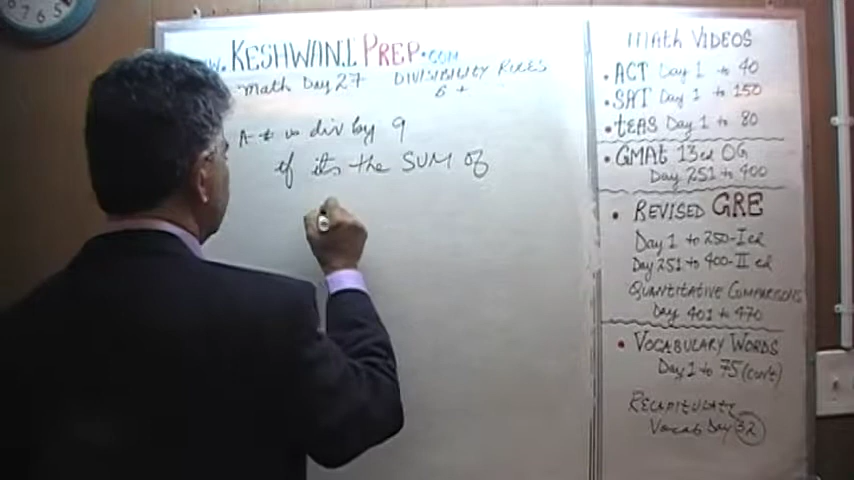 www.KESHWANI PREP.COM
Math Day 27 DIVISIBILITY RULES
6 +
A # is div by 9
if its the SUM OF
Math VIDEOS
• ACT Day 1 to 40
• SAT Day 1 to 150
• TEAS Day 1 to 80
• GMAT 13 ed OG
Day 251 to 400
• REVISED GRE
Day 1 to 250 - I ed
Day 251 to 400 - II ed
QUANTITATIVE COMPARISONS
Day 401 to 470
• VOCABULARY WORDS
Day 1 to 75 (cont)
RECAPITULATE
Vocab Day 32